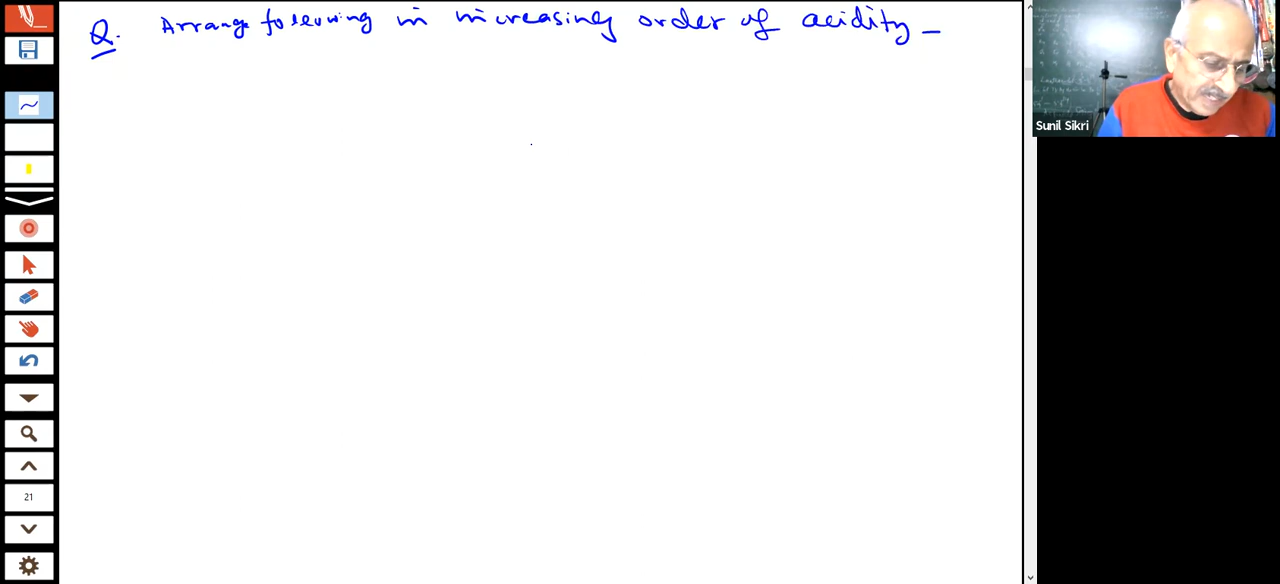 Q. Arrange following in increasing order of acidity -
Sunil Sikri
21